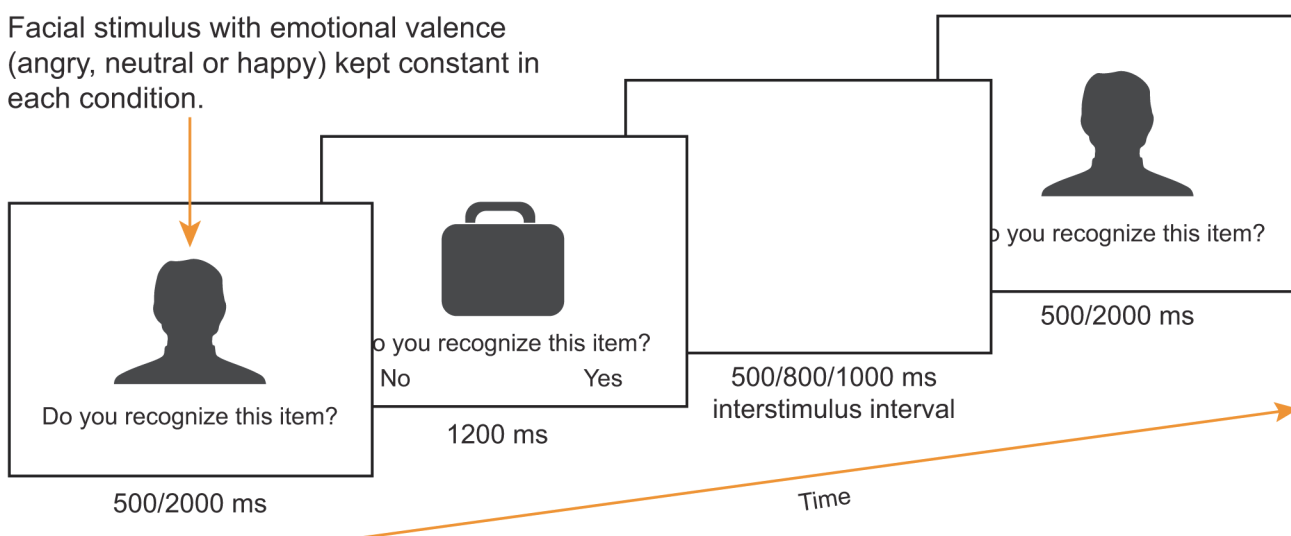 Facial stimulus with emotional valence
(angry, neutral or happy) kept constant in
each condition.
Do you recognize this item?
500/2000 ms
o you recognize this item?
No Yes
1200 ms
500/800/1000 ms
interstimulus interval
o you recognize this item?
500/2000 ms
Time